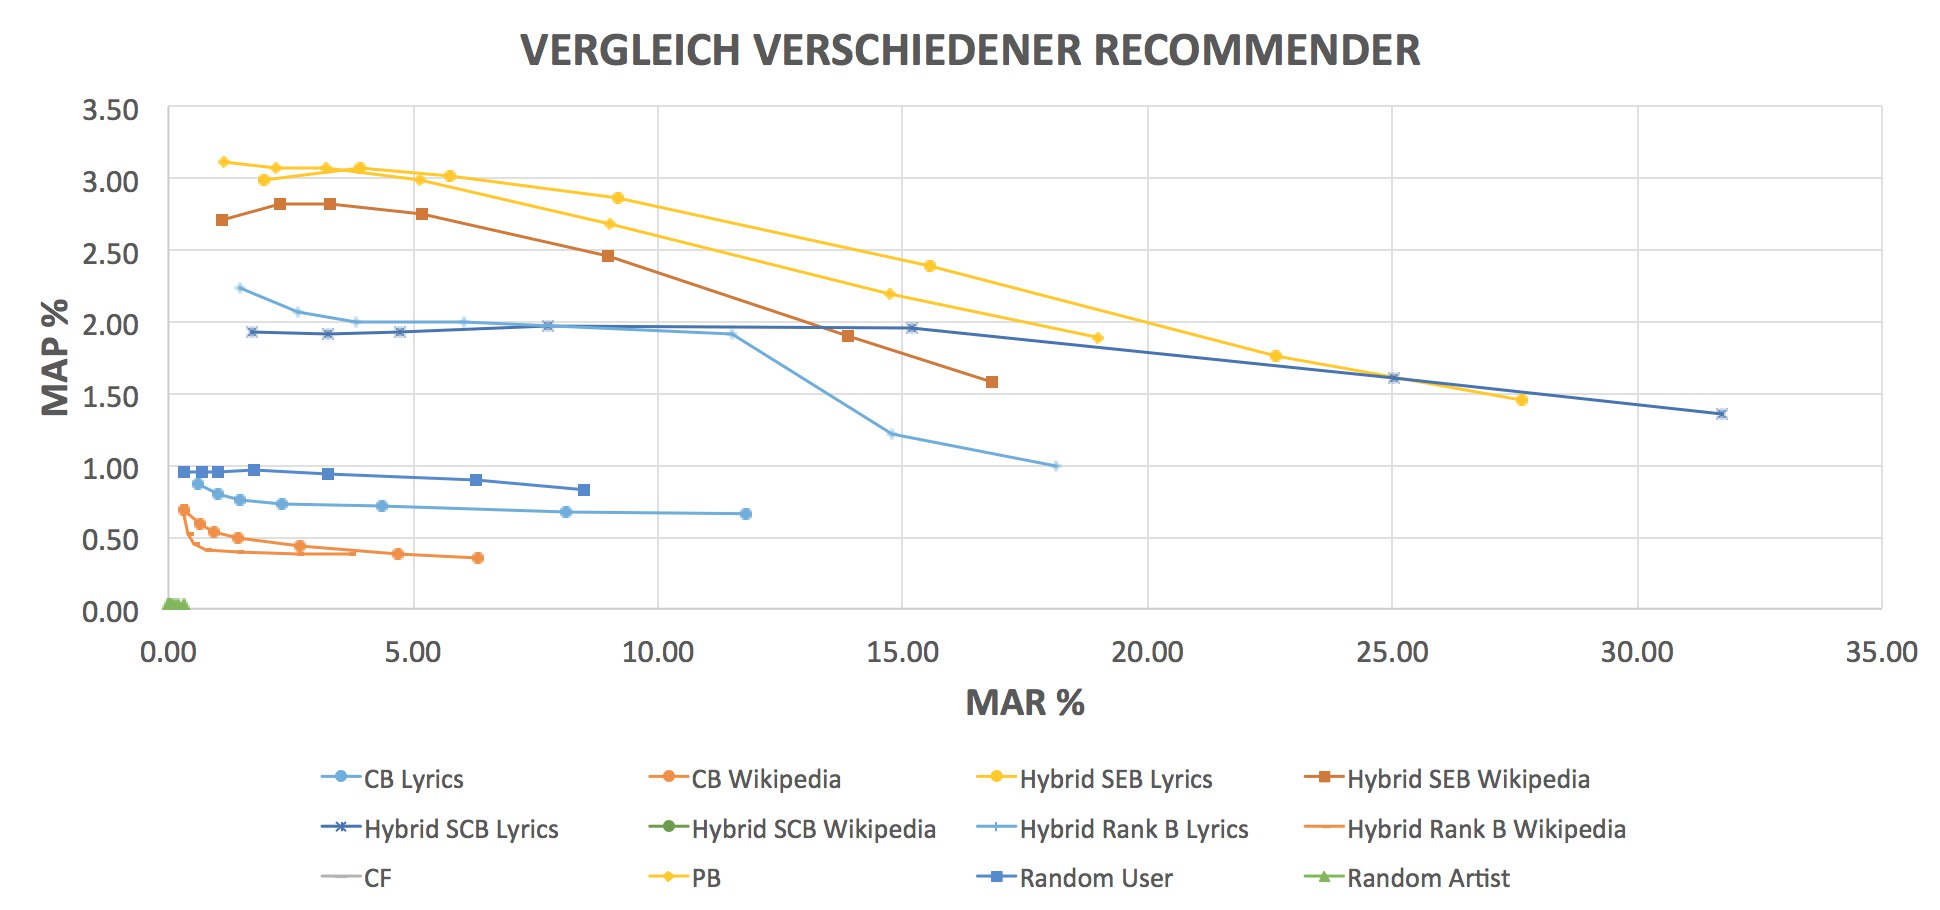 VERGLEICH VERSCHIEDENER RECOMMENDER
3.50
3.00
2.50
2.00
1.50
1.00
0.50
0.00
MAP %
0.00 5.00 10.00 15.00 20.00 25.00 30.00 35.00
MAR %
CB Lyrics CB Wikipedia Hybrid SEB Lyrics Hybrid SEB Wikipedia
Hybrid SCB Lyrics Hybrid SCB Wikipedia Hybrid Rank B Lyrics Hybrid Rank B Wikipedia
CF PB Random User Random Artist